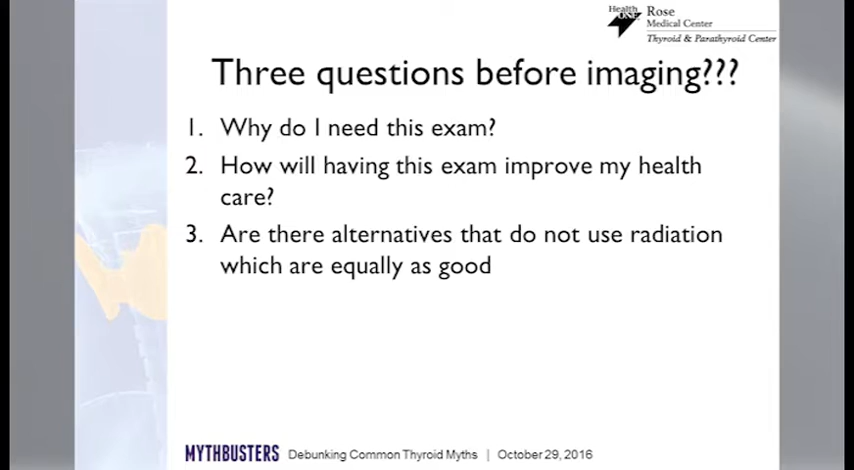 HealthONE
Rose
Medical Center
Thyroid & Parathyroid Center
Three questions before imaging???
1. Why do I need this exam?
2. How will having this exam improve my health
care?
3. Are there alternatives that do not use radiation
which are equally as good
MYTHBUSTERS Debunking Common Thyroid Myths | October 29, 2016